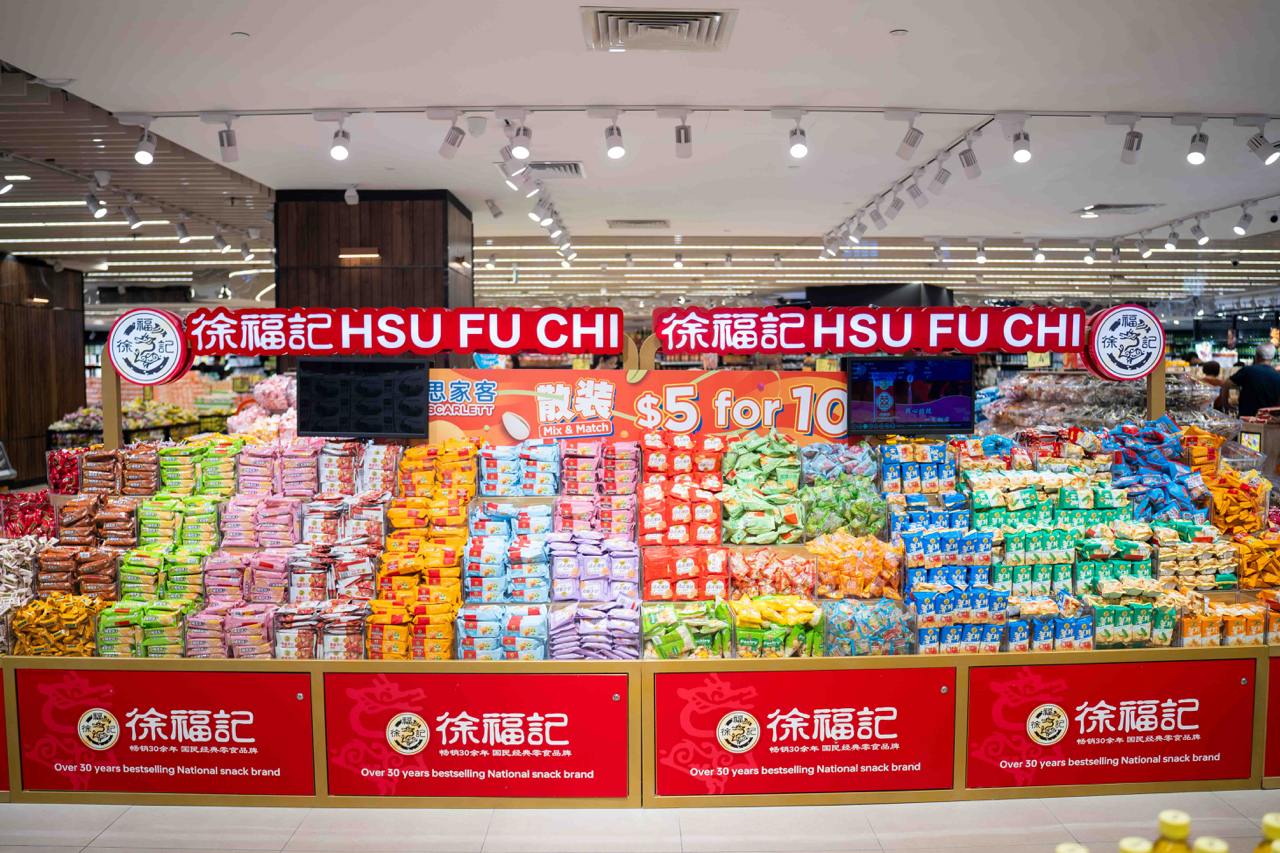 福
徐 記
徐福記 HSU FU CHI
徐福記 HSU FU CHI
福
徐 記
思家客
SCARLETT
散装
Mix & Match
$5 for 10
徐福記
畅销30余年 国民经典零食品牌
Over 30 years bestselling National snack brand
徐福記
畅销30余年 国民经典零食品牌
Over 30 years bestselling National snack brand
徐福記
畅销30余年 国民经典零食品牌
Over 30 years bestselling National snack brand
徐福記
畅销30余年 国民经典零食品牌
Over 30 years bestselling National snack brand